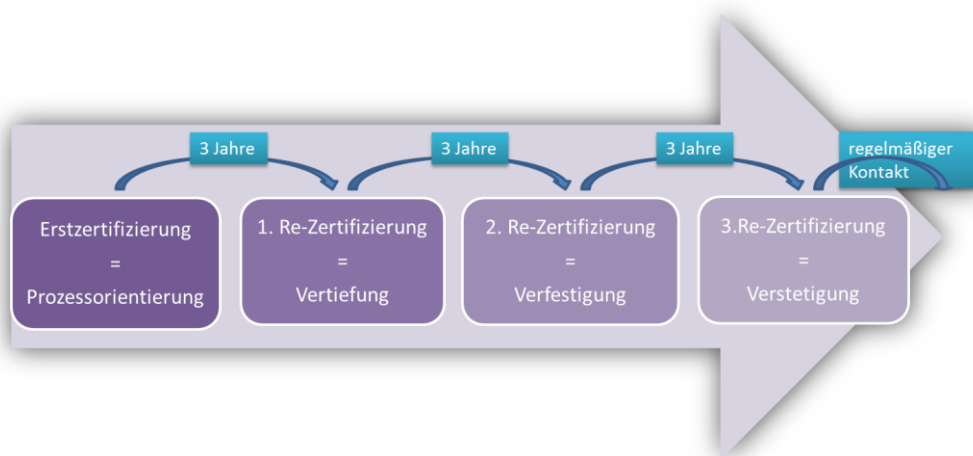 3 Jahre
3 Jahre
3 Jahre
regelmäßiger
Kontakt
Erstzertifizierung
=
Prozessorientierung
1. Re-Zertifizierung
=
Vertiefung
2. Re-Zertifizierung
=
Verfestigung
3.Re-Zertifizierung
=
Verstetigung